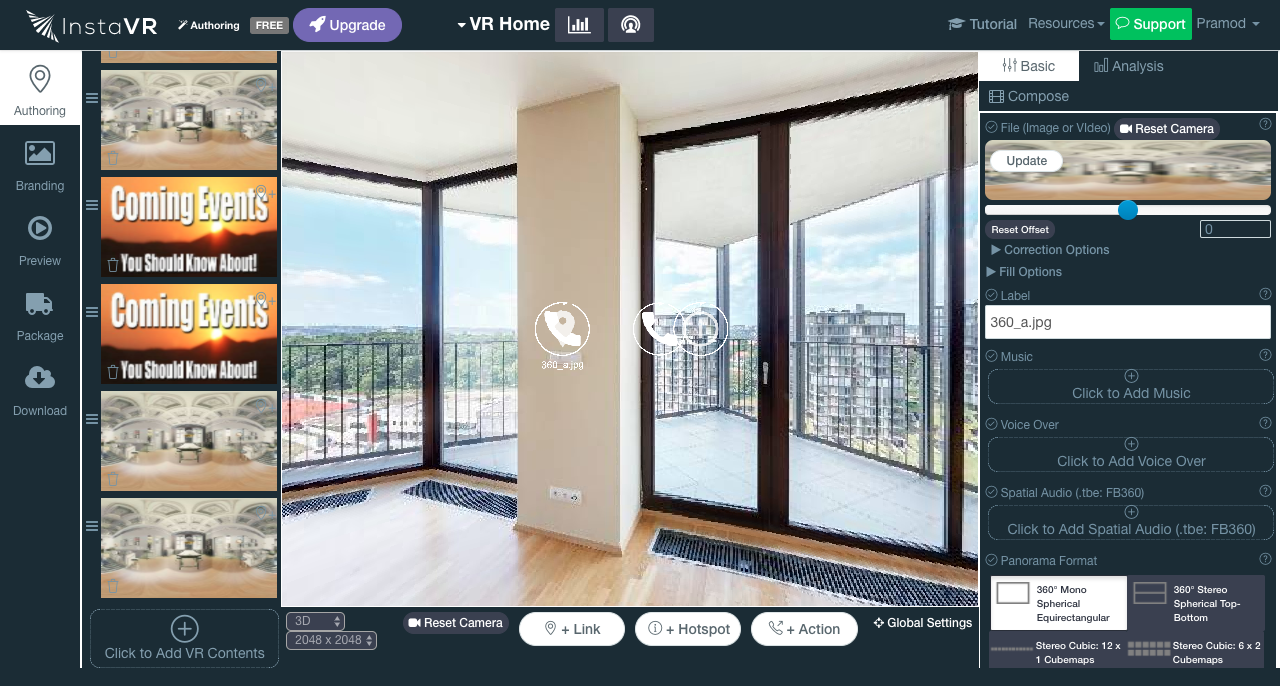 InstaVR
Authoring
FREE
Upgrade
VR Home
Tutorial
Resources
Support
Pramod
Authoring
Branding
Preview
Package
Download
Coming Events
You Should Know About!
Coming Events
You Should Know About!
Click to Add VR Contents
360_a.jpg
3D
2048 x 2048
Reset Camera
+ Link
+ Hotspot
+ Action
Global Settings
Basic
Analysis
Compose
File (Image or VIdeo)
Reset Camera
Update
Reset Offset
0
Correction Options
Fill Options
Label
360_a.jpg
Music
Click to Add Music
Voice Over
Click to Add Voice Over
Spatial Audio (.tbe: FB360)
Click to Add Spatial Audio (.tbe: FB360)
Panorama Format
360° Mono
Spherical
Equirectangular
360° Stereo
Spherical Top-
Bottom
Stereo Cubic: 12 x
1 Cubemaps
Stereo Cubic: 6 x 2
Cubemaps